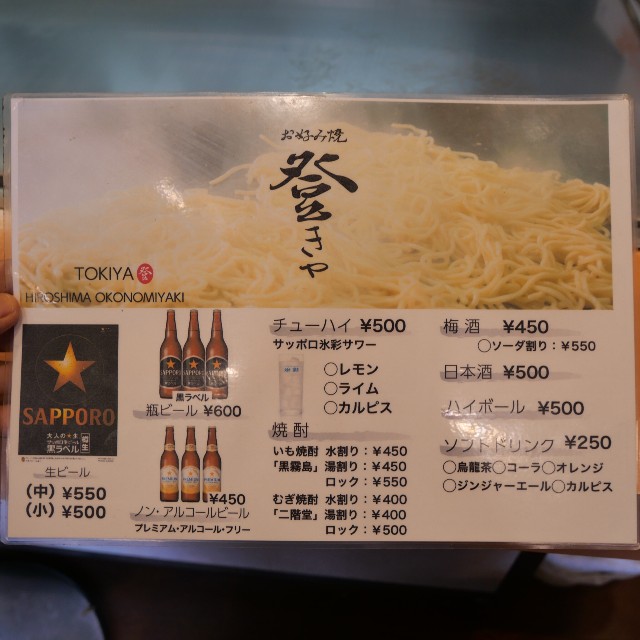 お好み焼
登きや
TOKIYA 登
HIROSHIMA OKONOMIYAKI
SAPPORO
黒ラベル
生ビール
(中) ¥550
(小) ¥500
黒ラベル
瓶ビール ¥600
¥450
ノン・アルコールビール
プレミアム・アルコール・フリー
チューハイ ¥500
サッポロ氷彩サワー
○レモン
○ライム
○カルピス
焼酎
いも焼酎 水割り:¥450
「黒霧島」湯割り:¥450
ロック:¥550
むぎ焼酎 水割り:¥400
「二階堂」湯割り:¥400
ロック:¥500
梅酒 ¥450
○ソーダ割り:¥550
日本酒 ¥500
ハイボール ¥500
ソフトドリンク ¥250
○烏龍茶○コーラ○オレンジ
○ジンジャーエール○カルピス